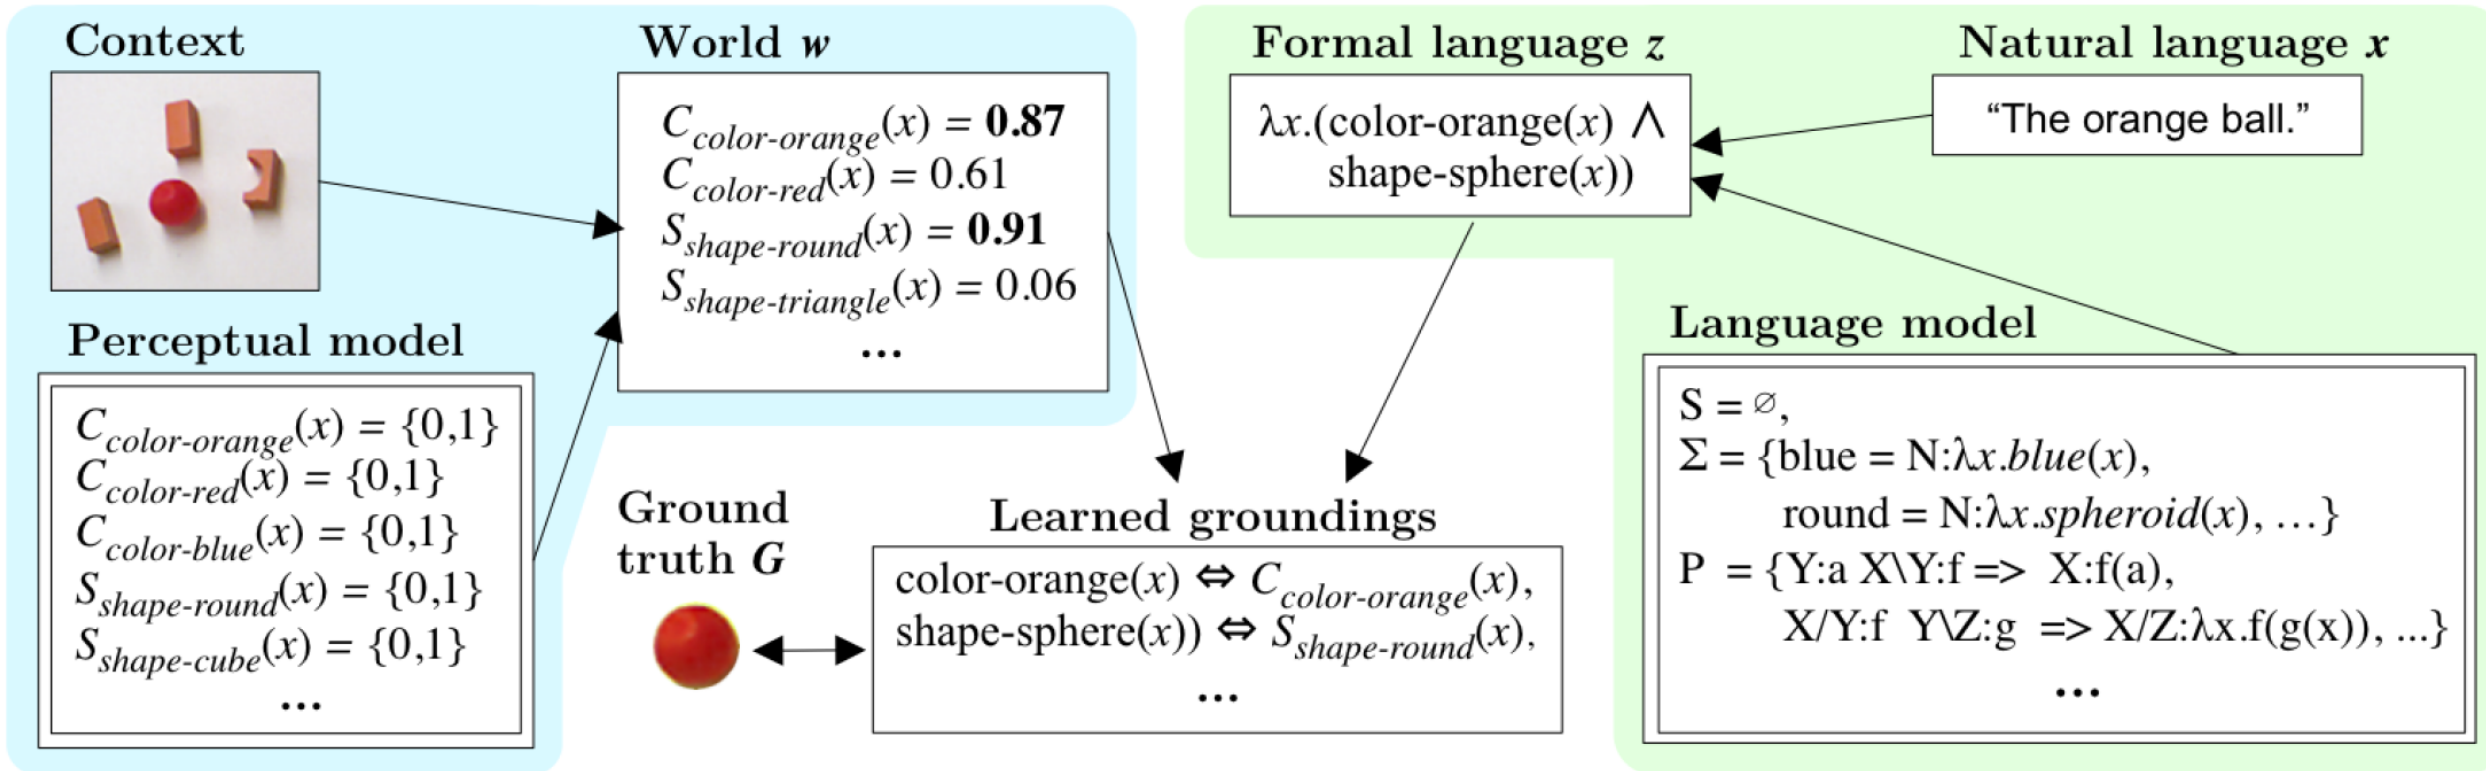 Context
World w
C_color-orange(x) = 0.87
C_color-red(x) = 0.61
S_shape-round(x) = 0.91
S_shape-triangle(x) = 0.06
...
Perceptual model
C_color-orange(x) = {0,1}
C_color-red(x) = {0,1}
C_color-blue(x) = {0,1}
S_shape-round(x) = {0,1}
S_shape-cube(x) = {0,1}
...
Formal language z
λx.(color-orange(x) ∧
shape-sphere(x))
Natural language x
“The orange ball.”
Language model
S = ∅,
Σ = {blue = N:λx.blue(x),
round = N:λx.spheroid(x), …}
P = {Y:a X\Y:f => X:f(a),
X/Y:f Y\Z:g => X/Z:λx.f(g(x)), ...}
...
Ground
truth G
Learned groundings
color-orange(x) ⇔ C_color-orange(x),
shape-sphere(x)) ⇔ S_shape-round(x),
...